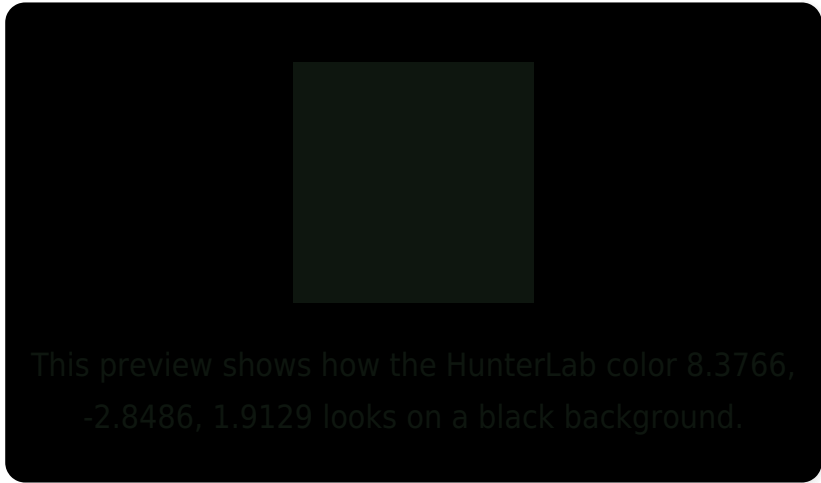 This preview shows how the HunterLab color 8.3766,
-2.8486, 1.9129 looks on a black background.